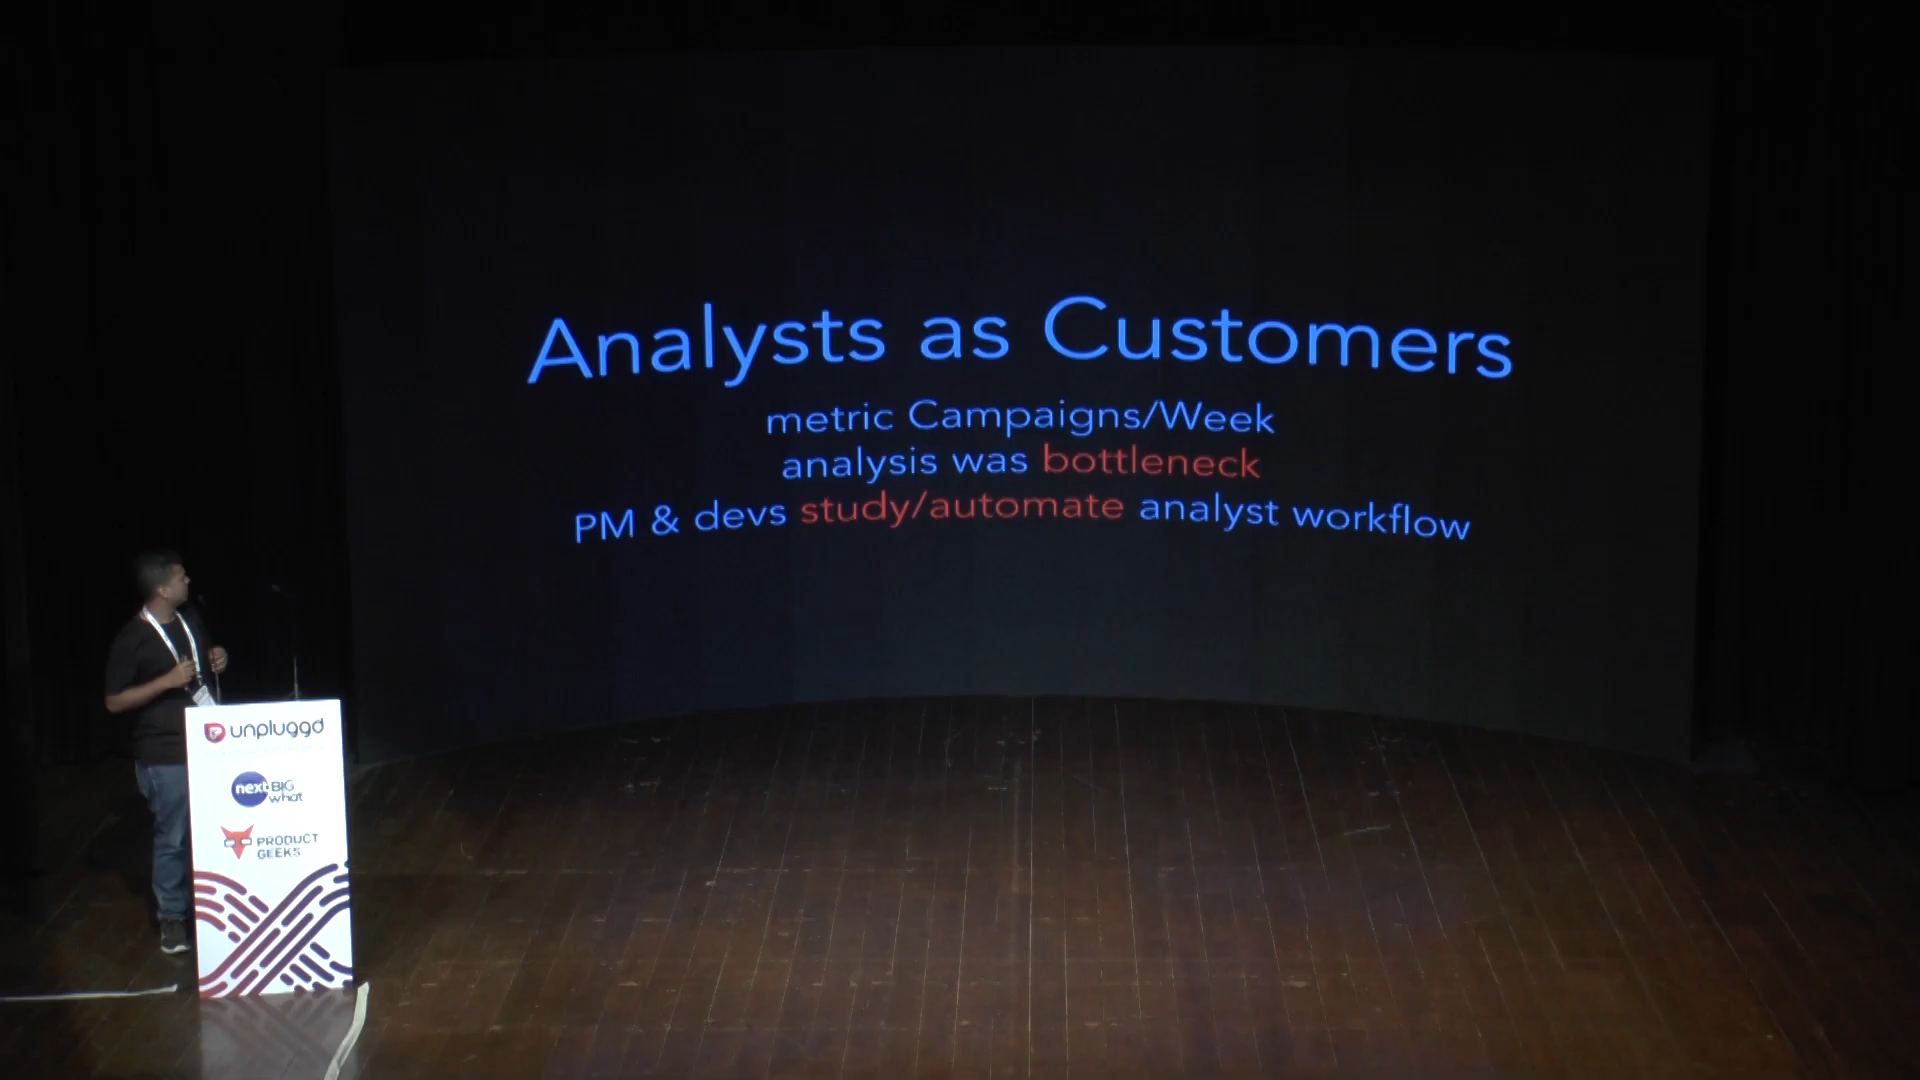 Analysts as Customers
metric Campaigns/Week
analysis was bottleneck
PM & devs study/automate analyst workflow
unpluggd
next BIG
what
PRODUCT
GEEKS